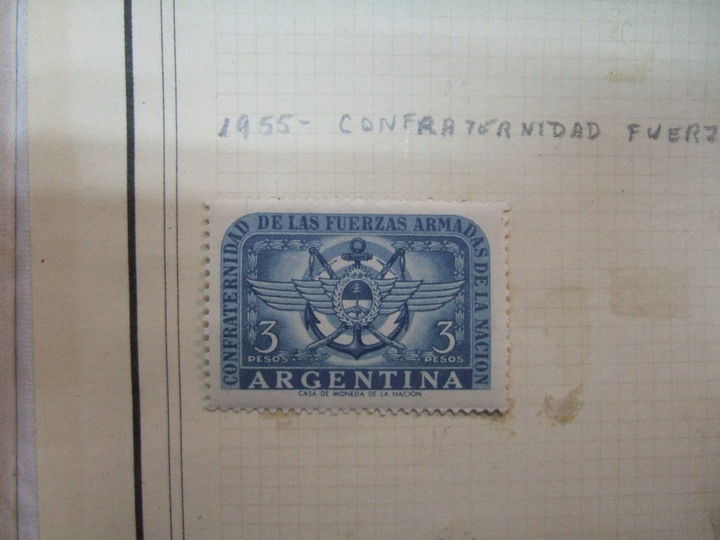 1955- CONFRATERNIDAD FUERZ
CONFRATERNIDAD DE LAS FUERZAS ARMADAS DE LA NACION
3 3
PESOS PESOS
ARGENTINA
CASA DE MONEDA DE LA NACION